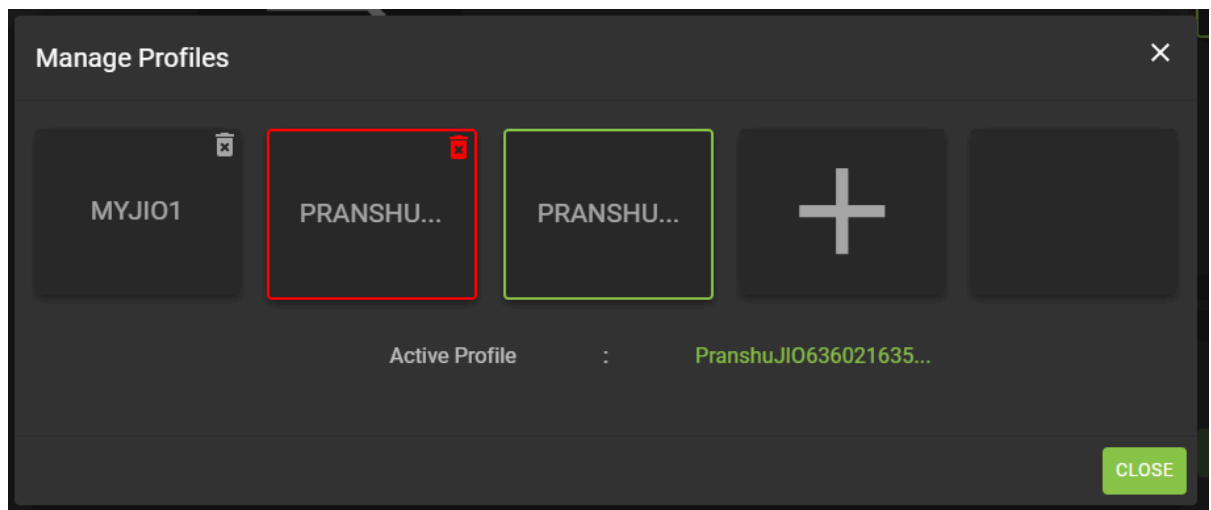 Manage Profiles
MYJIO1
PRANSHU...
PRANSHU...
Active Profile : PranshuJIO636021635...
CLOSE